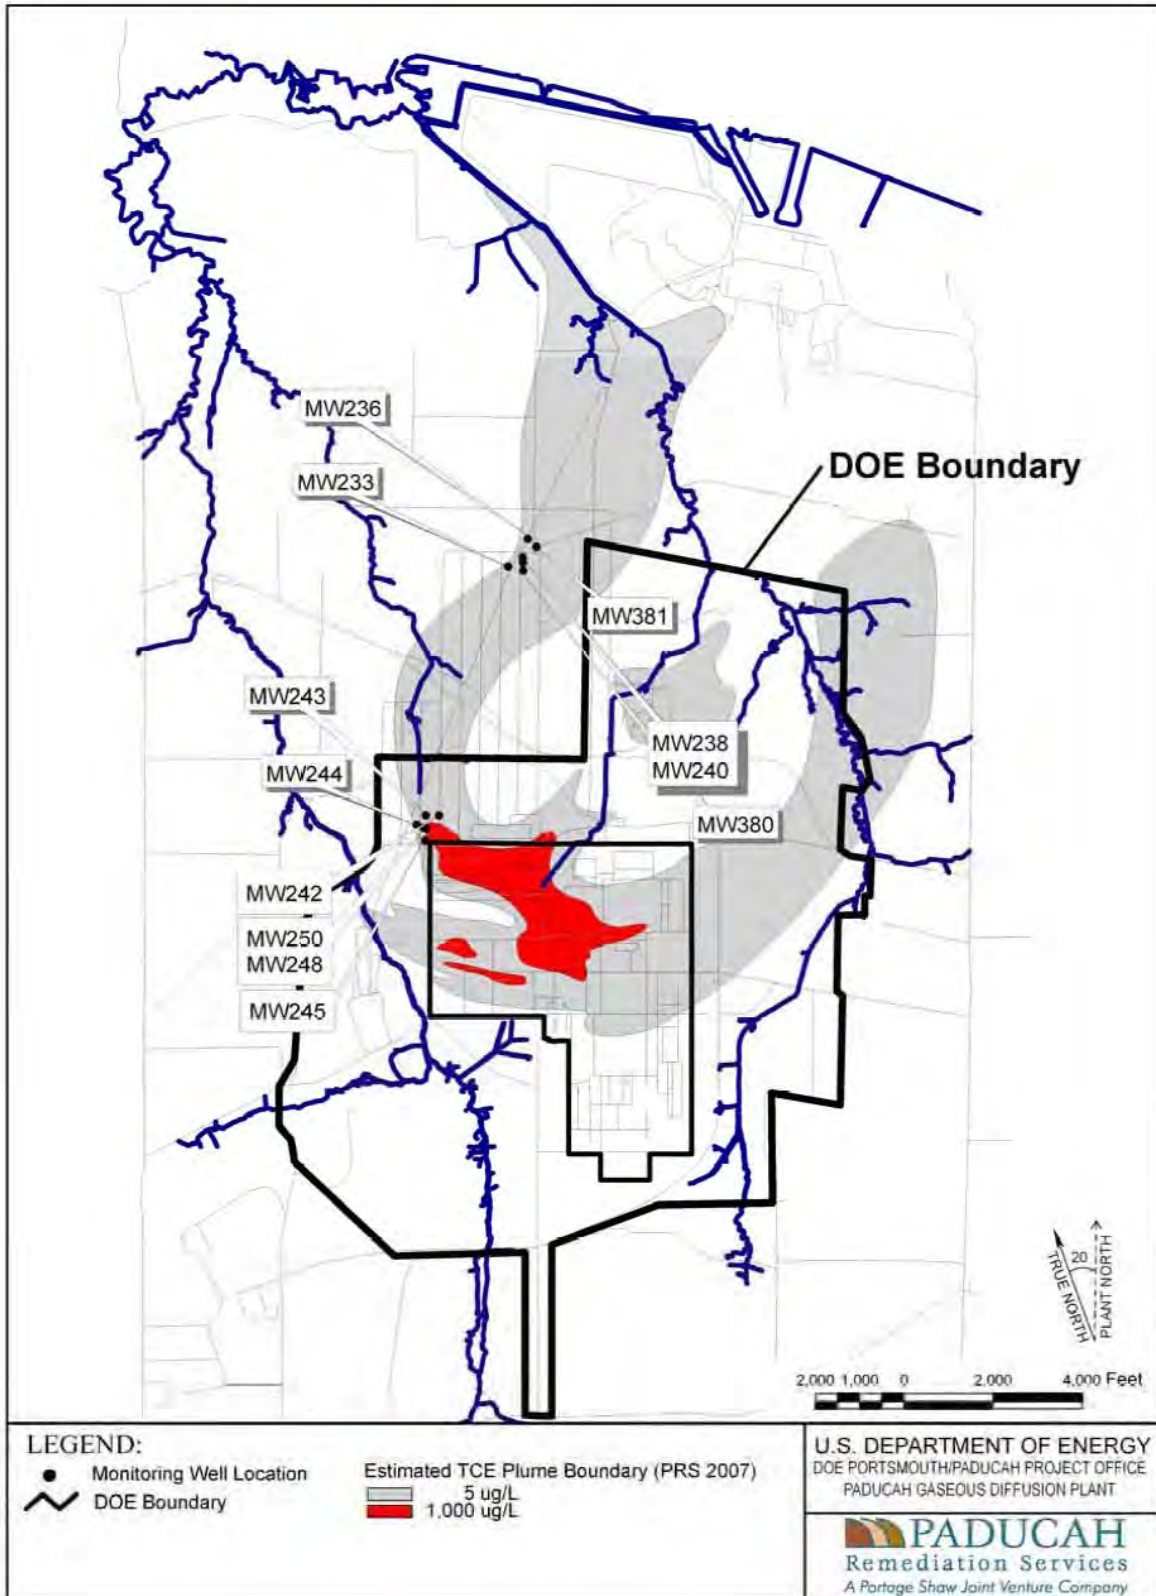 MW236
MW233
DOE Boundary
MW381
MW243
MW238
MW240
MW244
MW380
MW242
MW250
MW248
MW245
20
TRUE NORTH
PLANT NORTH
2,000 1,000 0 2,000 4,000 Feet
LEGEND:
Monitoring Well Location
DOE Boundary
Estimated TCE Plume Boundary (PRS 2007)
5 ug/L
1,000 ug/L
U.S. DEPARTMENT OF ENERGY
DOE PORTSMOUTH/PADUCAH PROJECT OFFICE
PADUCAH GASEOUS DIFFUSION PLANT
PADUCAH
Remediation Services
A Portage Shaw Joint Venture Company